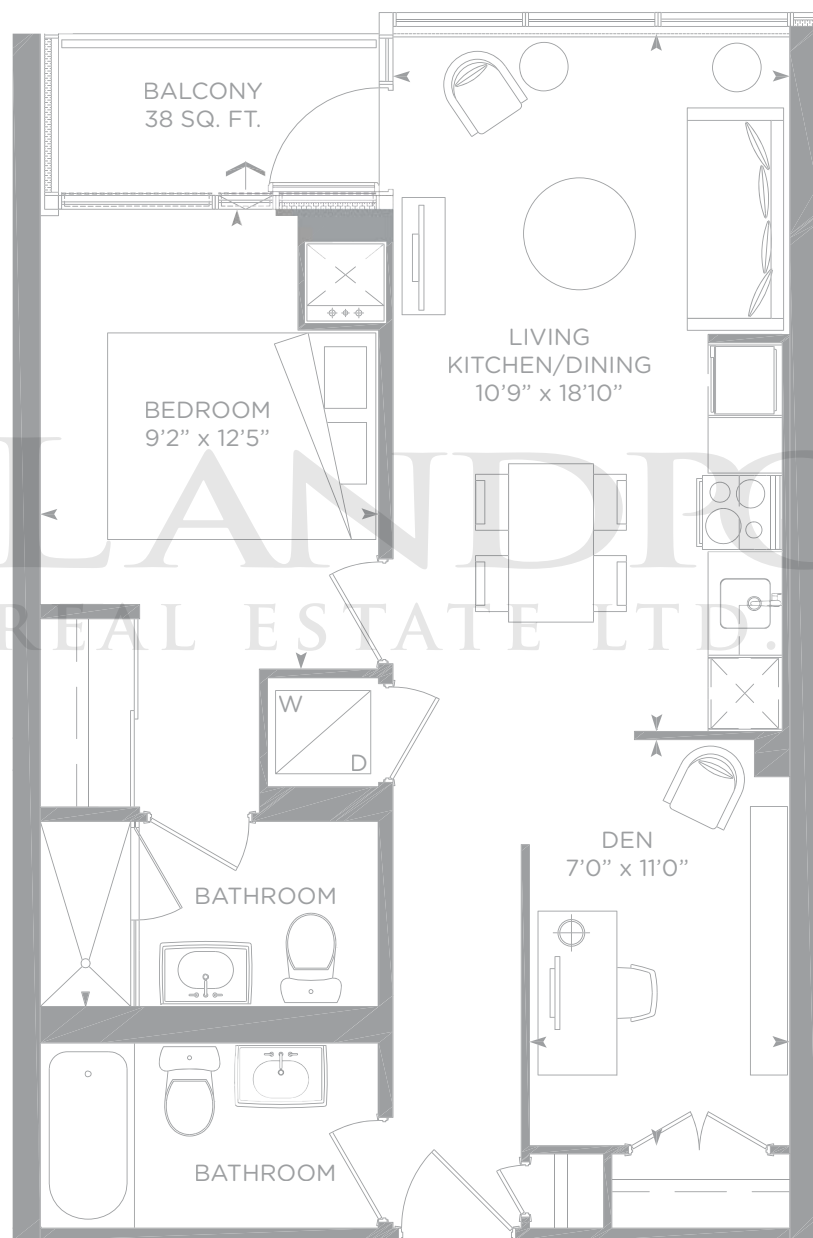 BALCONY
38 SQ. FT.
LIVING
KITCHEN/DINING
10’9” x 18’10”
BEDROOM
9’2” x 12’5”
LANDPO
REAL ESTATE LTD.
W
D
DEN
7’0” x 11’0”
BATHROOM
BATHROOM